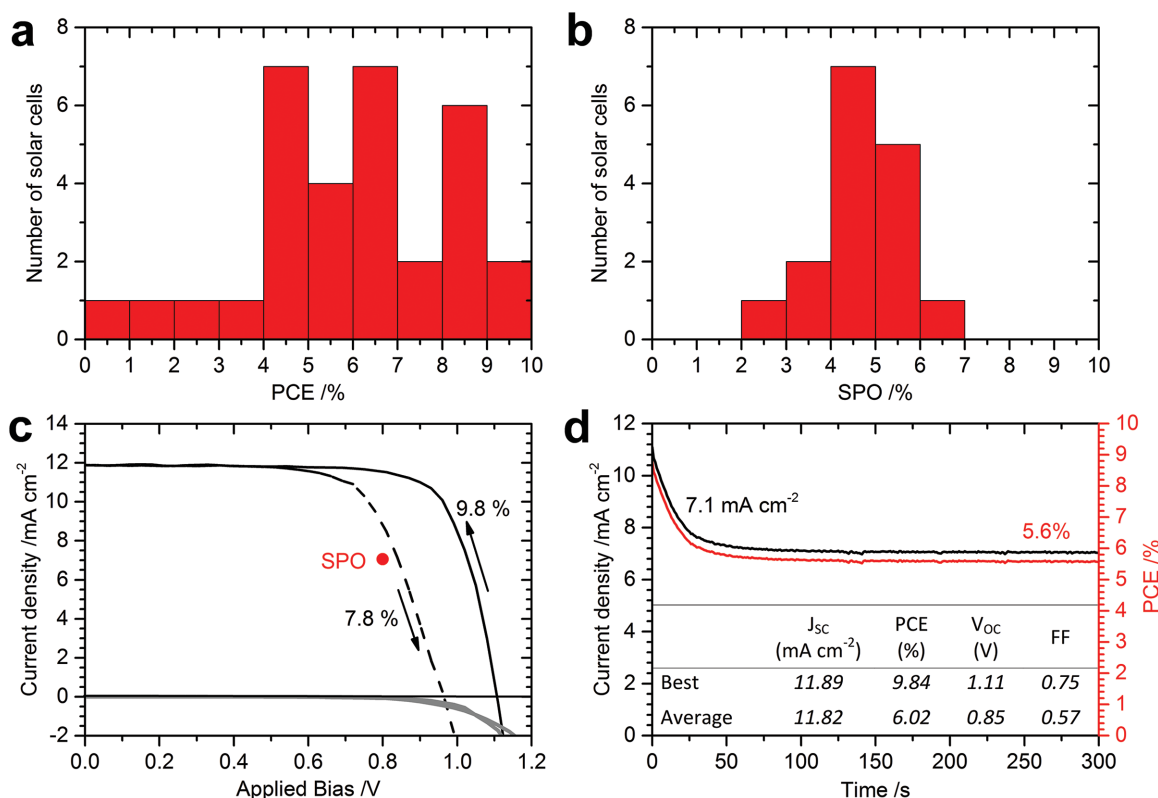 a
8
6
4
2
0
Number of solar cells
0 1 2 3 4 5 6 7 8 9 10
PCE /%
b
8
6
4
2
0
Number of solar cells
0 1 2 3 4 5 6 7 8 9 10
SPO /%
c
14
12
10
8
6
4
2
0
-2
Current density /mA cm⁻²
9.8 %
SPO
7.8 %
0.0 0.2 0.4 0.6 0.8 1.0 1.2
Applied Bias /V
d
12
10
8
6
4
2
0
Current density /mA cm⁻²
7.1 mA cm⁻²
5.6%
10
9
8
7
6
5
4
3
2
1
0
PCE /%
J_SC PCE V_OC FF
(mA cm⁻²) (%) (V)
Best 11.89 9.84 1.11 0.75
Average 11.82 6.02 0.85 0.57
0 50 100 150 200 250 300
Time /s